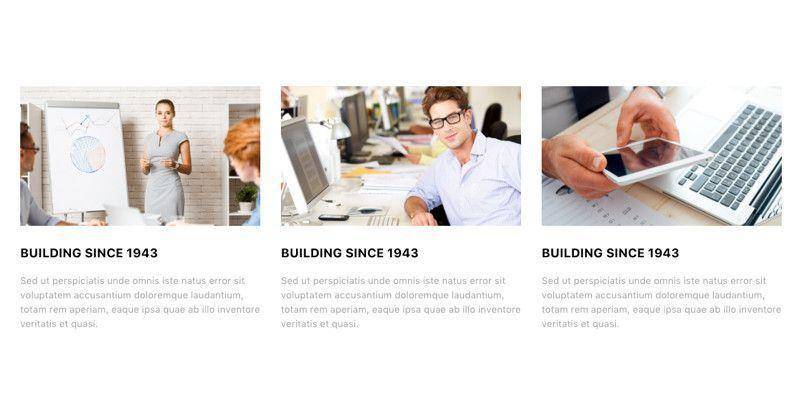 BUILDING SINCE 1943
Sed ut perspiciatis unde omnis iste natus error sit
voluptatem accusantium doloremque laudantium,
totam rem aperiam, eaque ipsa quae ab illo inventore
veritatis et quasi.
BUILDING SINCE 1943
Sed ut perspiciatis unde omnis iste natus error sit
voluptatem accusantium doloremque laudantium,
totam rem aperiam, eaque ipsa quae ab illo inventore
veritatis et quasi.
BUILDING SINCE 1943
Sed ut perspiciatis unde omnis iste natus error sit
voluptatem accusantium doloremque laudantium,
totam rem aperiam, eaque ipsa quae ab illo inventore
veritatis et quasi.